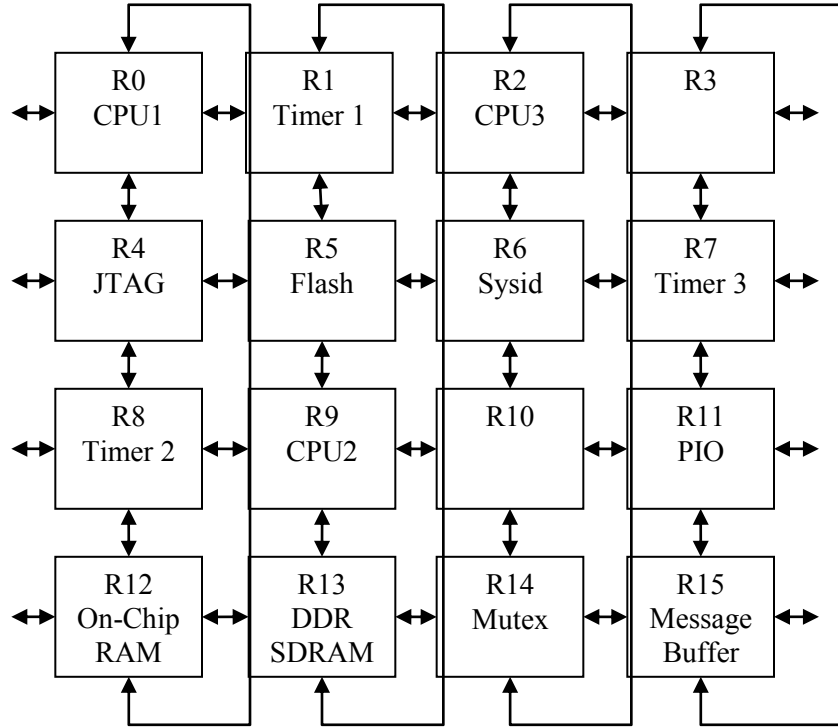 R0
CPU1
R1
Timer 1
R2
CPU3
R3
R4
JTAG
R5
Flash
R6
Sysid
R7
Timer 3
R8
Timer 2
R9
CPU2
R10
R11
PIO
R12
On-Chip
RAM
R13
DDR
SDRAM
R14
Mutex
R15
Message
Buffer